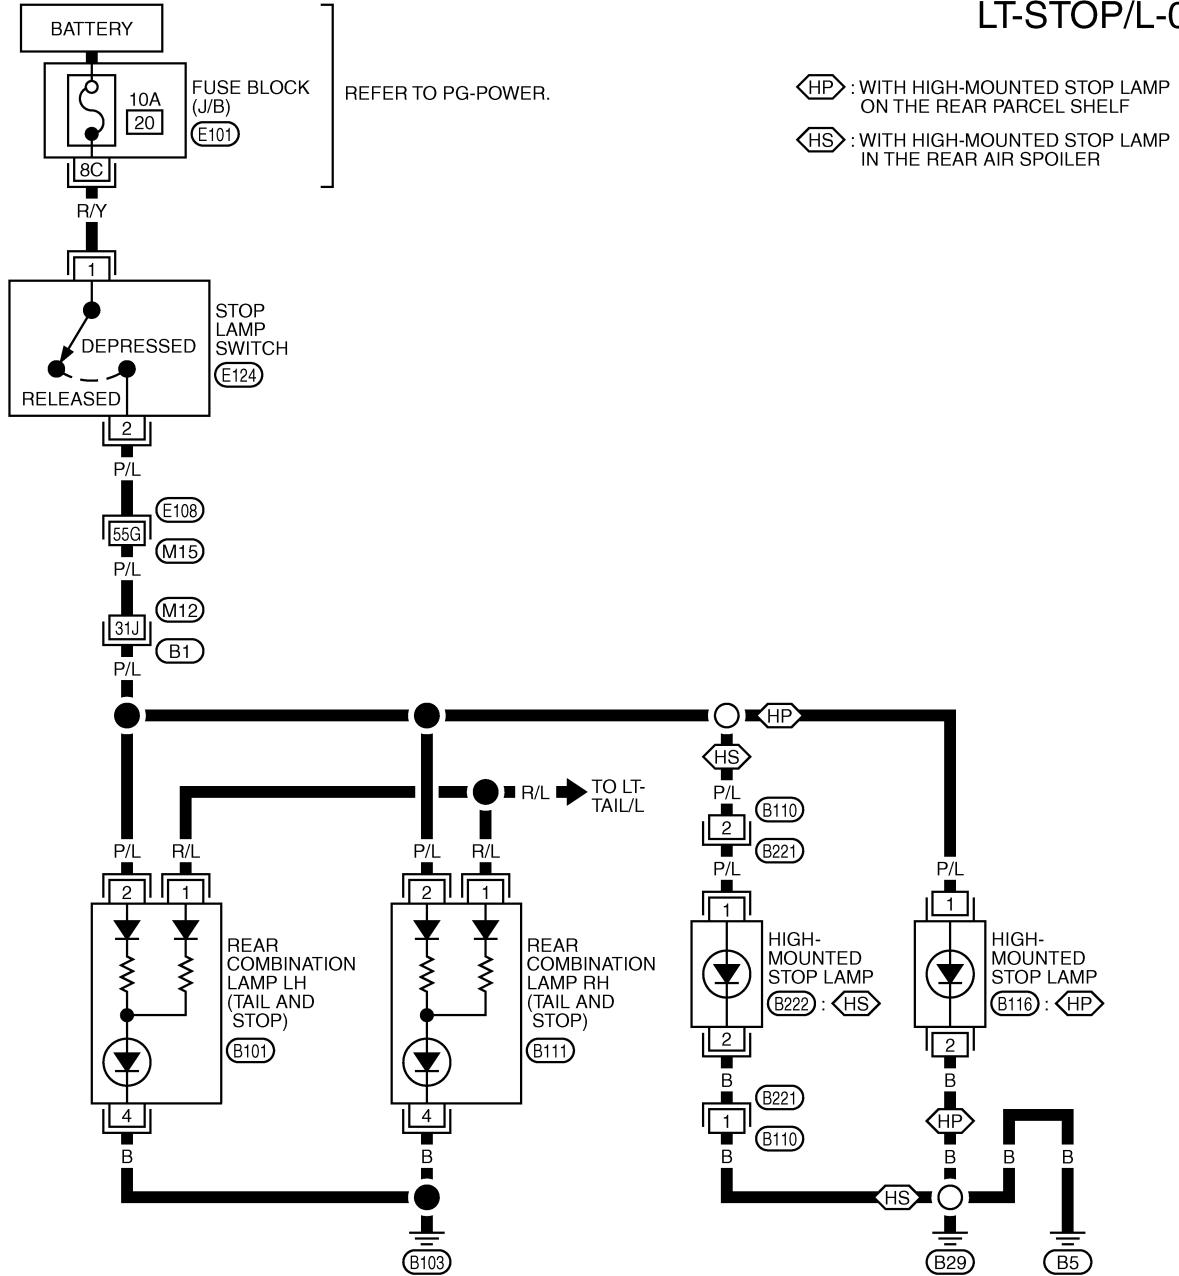 LT-STOP/L-0
BATTERY
FUSE BLOCK
(J/B)
10A
20
E101
REFER TO PG-POWER.
HP : WITH HIGH-MOUNTED STOP LAMP
ON THE REAR PARCEL SHELF
HS : WITH HIGH-MOUNTED STOP LAMP
IN THE REAR AIR SPOILER
8C
R/Y
1
STOP
LAMP
SWITCH
DEPRESSED
E124
RELEASED
2
P/L
E108
55G
M15
P/L
M12
31J
B1
P/L
HP
HS
R/L
TO LT-
TAIL/L
P/L
B110
2
B221
P/L R/L P/L R/L P/L P/L
2 1 2 1 1 1
REAR
COMBINATION
LAMP LH
(TAIL AND
STOP)
B101
REAR
COMBINATION
LAMP RH
(TAIL AND
STOP)
B111
HIGH-
MOUNTED
STOP LAMP
B222 : HS
HIGH-
MOUNTED
STOP LAMP
B116 : HP
2 2
B B
B221
4 4 1 HP
B110
B B B B B B
HS
B103 B29 B5